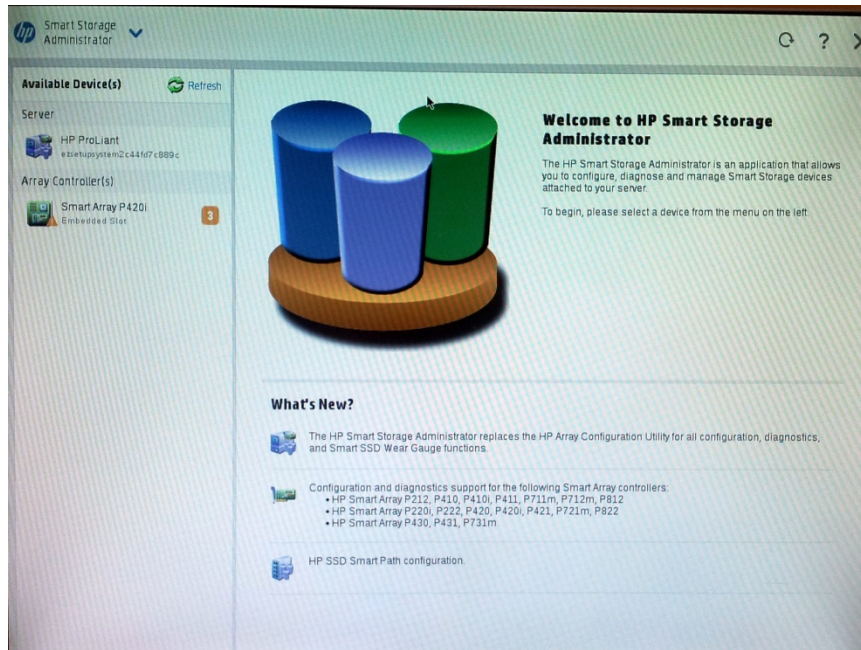 hp
Smart Storage
Administrator
?
Available Device(s)
Refresh
Server
HP ProLiant
ezsetupsystem2c44fd7c889c
Array Controller(s)
Smart Array P420i
Embedded Slot
3
Welcome to HP Smart Storage
Administrator
The HP Smart Storage Administrator is an application that allows
you to configure, diagnose and manage Smart Storage devices
attached to your server.
To begin, please select a device from the menu on the left.
What's New?
The HP Smart Storage Administrator replaces the HP Array Configuration Utility for all configuration, diagnostics,
and Smart SSD Wear Gauge functions.
Configuration and diagnostics support for the following Smart Array controllers:
• HP Smart Array P212, P410, P410i, P411, P711m, P712m, P812
• HP Smart Array P220i, P222, P420, P420i, P421, P721m, P822
• HP Smart Array P430, P431, P731m
HP SSD Smart Path configuration.